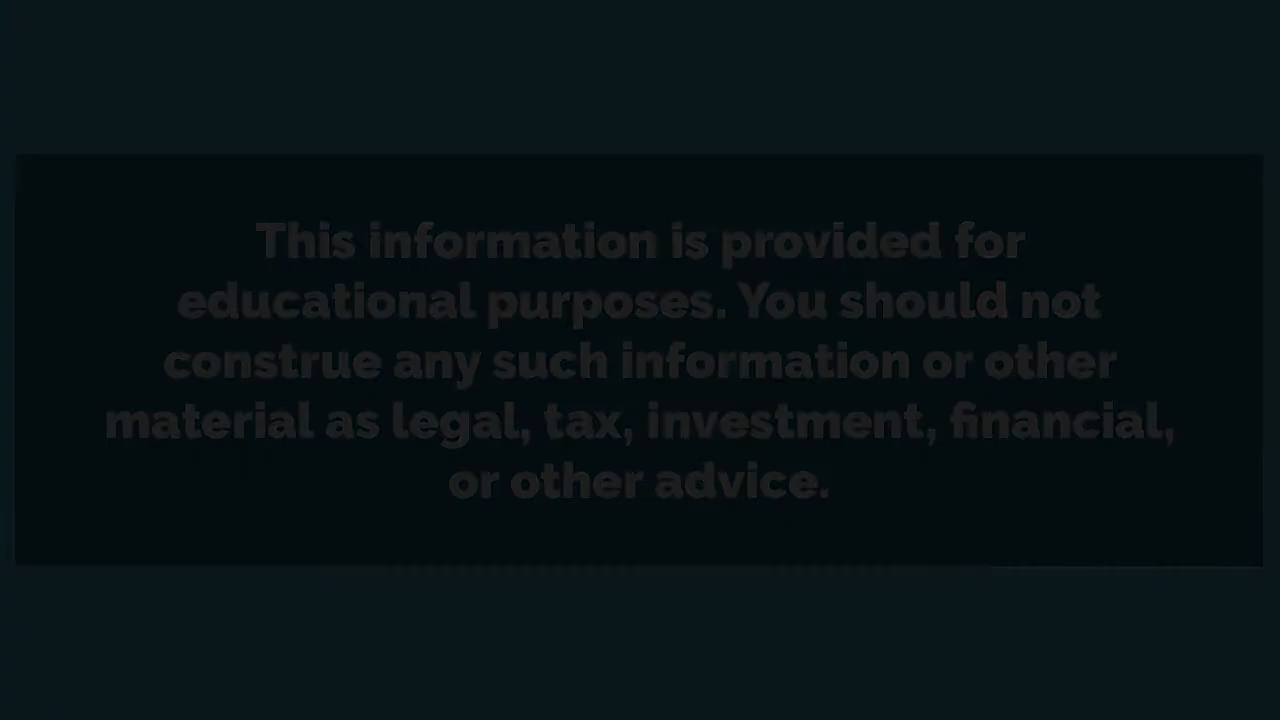 This information is provided for
educational purposes. You should not
construe any such information or other
material as legal, tax, investment, financial,
or other advice.